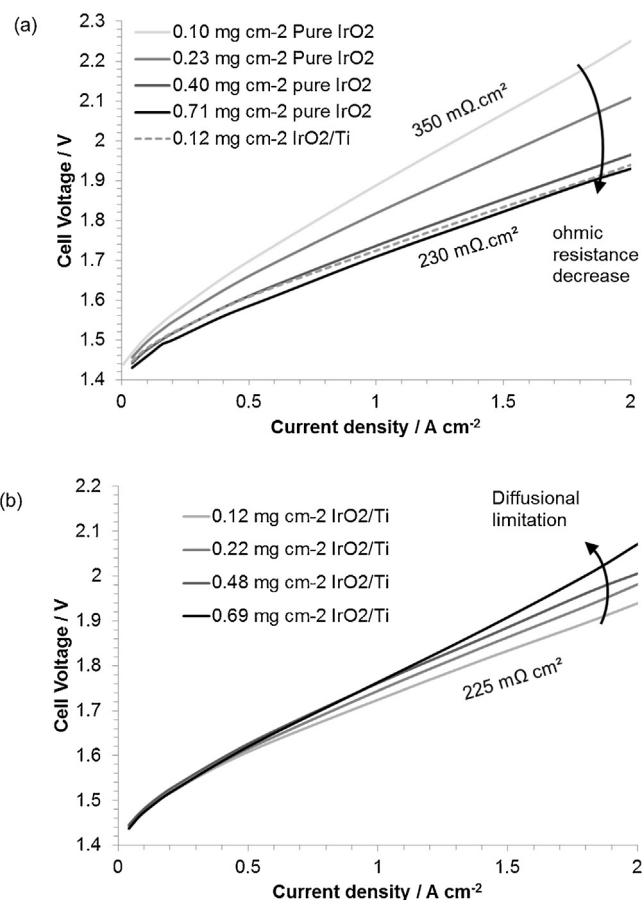 (a)
0.10 mg cm-2 Pure IrO2
0.23 mg cm-2 Pure IrO2
0.40 mg cm-2 pure IrO2
0.71 mg cm-2 pure IrO2
0.12 mg cm-2 IrO2/Ti
350 mΩ.cm²
230 mΩ.cm²
ohmic
resistance
decrease
Cell Voltage / V
2.3
2.2
2.1
2
1.9
1.8
1.7
1.6
1.5
1.4
0
0.5
1
1.5
2
Current density / A cm-2
(b)
0.12 mg cm-2 IrO2/Ti
0.22 mg cm-2 IrO2/Ti
0.48 mg cm-2 IrO2/Ti
0.69 mg cm-2 IrO2/Ti
Diffusional
limitation
225 mΩ cm²
Cell Voltage / V
2.2
2.1
2
1.9
1.8
1.7
1.6
1.5
1.4
0
0.5
1
1.5
2
Current density / A cm-2